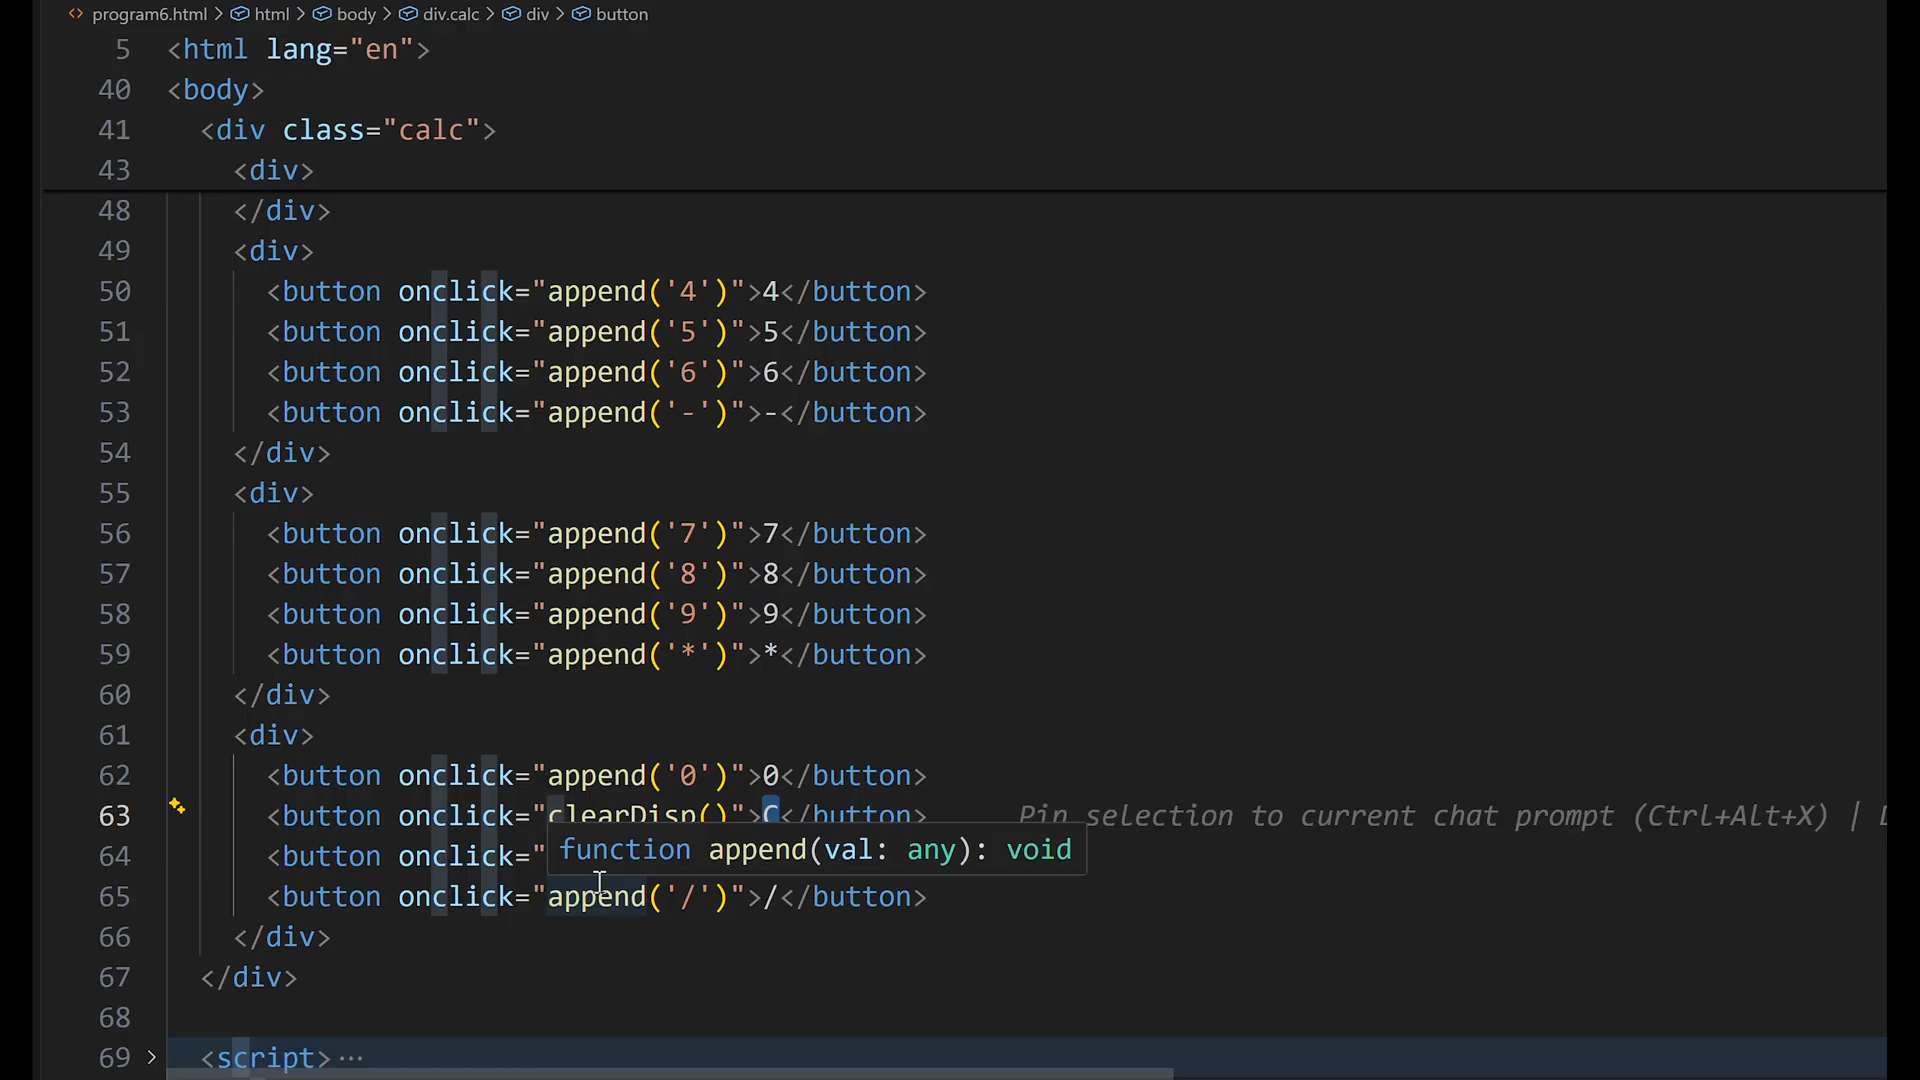 program6.html > html > body > div.calc > div > button
5 <html lang="en">
40 <body>
41 <div class="calc">
43 <div>
48 </div>
49 <div>
50 <button onclick="append('4')">4</button>
51 <button onclick="append('5')">5</button>
52 <button onclick="append('6')">6</button>
53 <button onclick="append('-')">-</button>
54 </div>
55 <div>
56 <button onclick="append('7')">7</button>
57 <button onclick="append('8')">8</button>
58 <button onclick="append('9')">9</button>
59 <button onclick="append('*')">*</button>
60 </div>
61 <div>
62 <button onclick="append('0')">0</button>
63 <button onclick="clearDisp()">C</button> Pin selection to current chat prompt (Ctrl+Alt+X) |
64 <button onclick="
function append(val: any): void
65 <button onclick="append('/')">/</button>
66 </div>
67 </div>
68
69 <script> ...